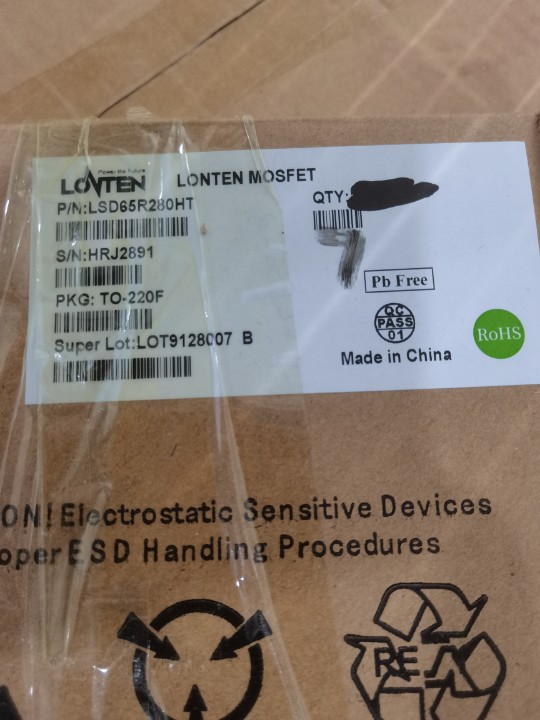 Power the Future
LONTEN
LONTEN MOSFET
P/N:LSD65R280HT
QTY:
S/N:HRJ2891
PKG: TO-220F
Super Lot:LOT9128007 B
Pb Free
QC
PASS
01
RoHS
Made in China
ON! Electrostatic Sensitive Devices
oper ESD Handling Procedures
RE